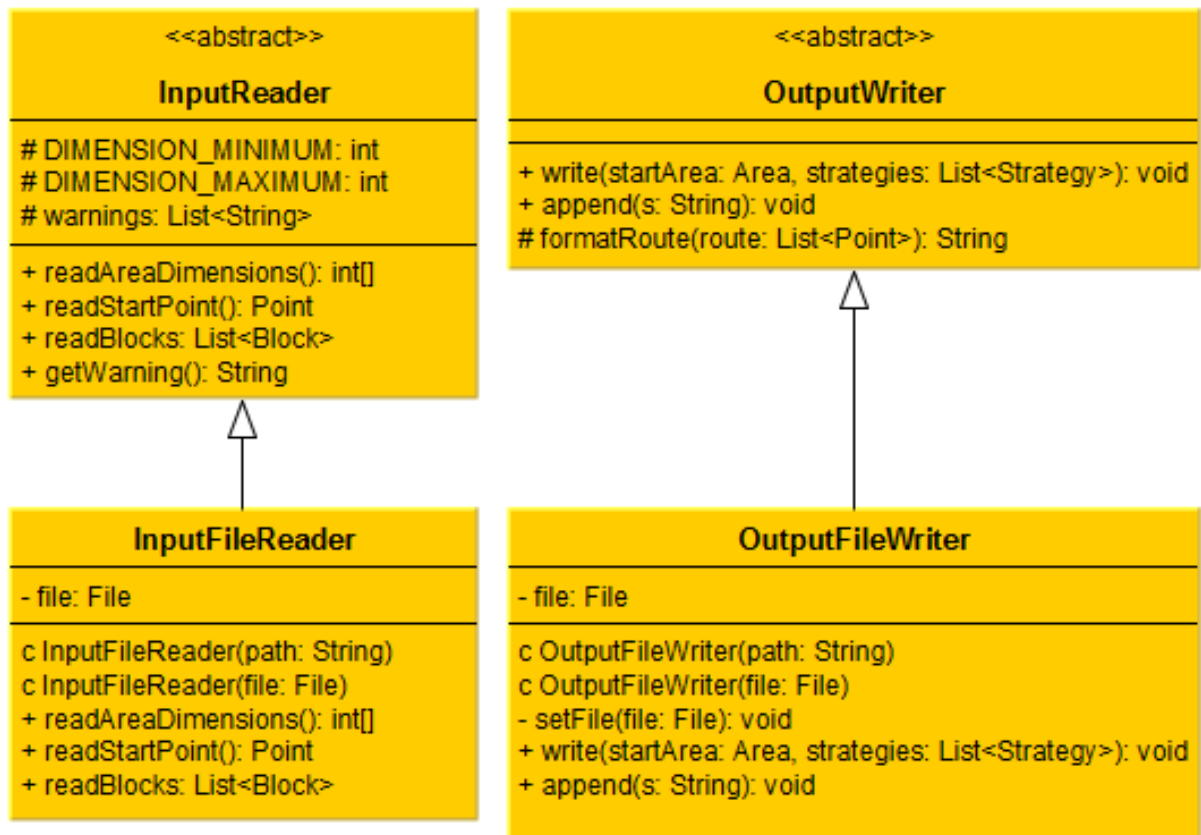 <<abstract>>
InputReader
# DIMENSION_MINIMUM: int
# DIMENSION_MAXIMUM: int
# warnings: List<String>
+ readAreaDimensions(): int[]
+ readStartPoint(): Point
+ readBlocks: List<Block>
+ getWarning(): String
<<abstract>>
OutputWriter
+ write(startArea: Area, strategies: List<Strategy>): void
+ append(s: String): void
# formatRoute(route: List<Point>): String
InputFileReader
- file: File
c InputFileReader(path: String)
c InputFileReader(file: File)
+ readAreaDimensions(): int[]
+ readStartPoint(): Point
+ readBlocks: List<Block>
OutputFileWriter
- file: File
c OutputFileWriter(path: String)
c OutputFileWriter(file: File)
- setFile(file: File): void
+ write(startArea: Area, strategies: List<Strategy>): void
+ append(s: String): void